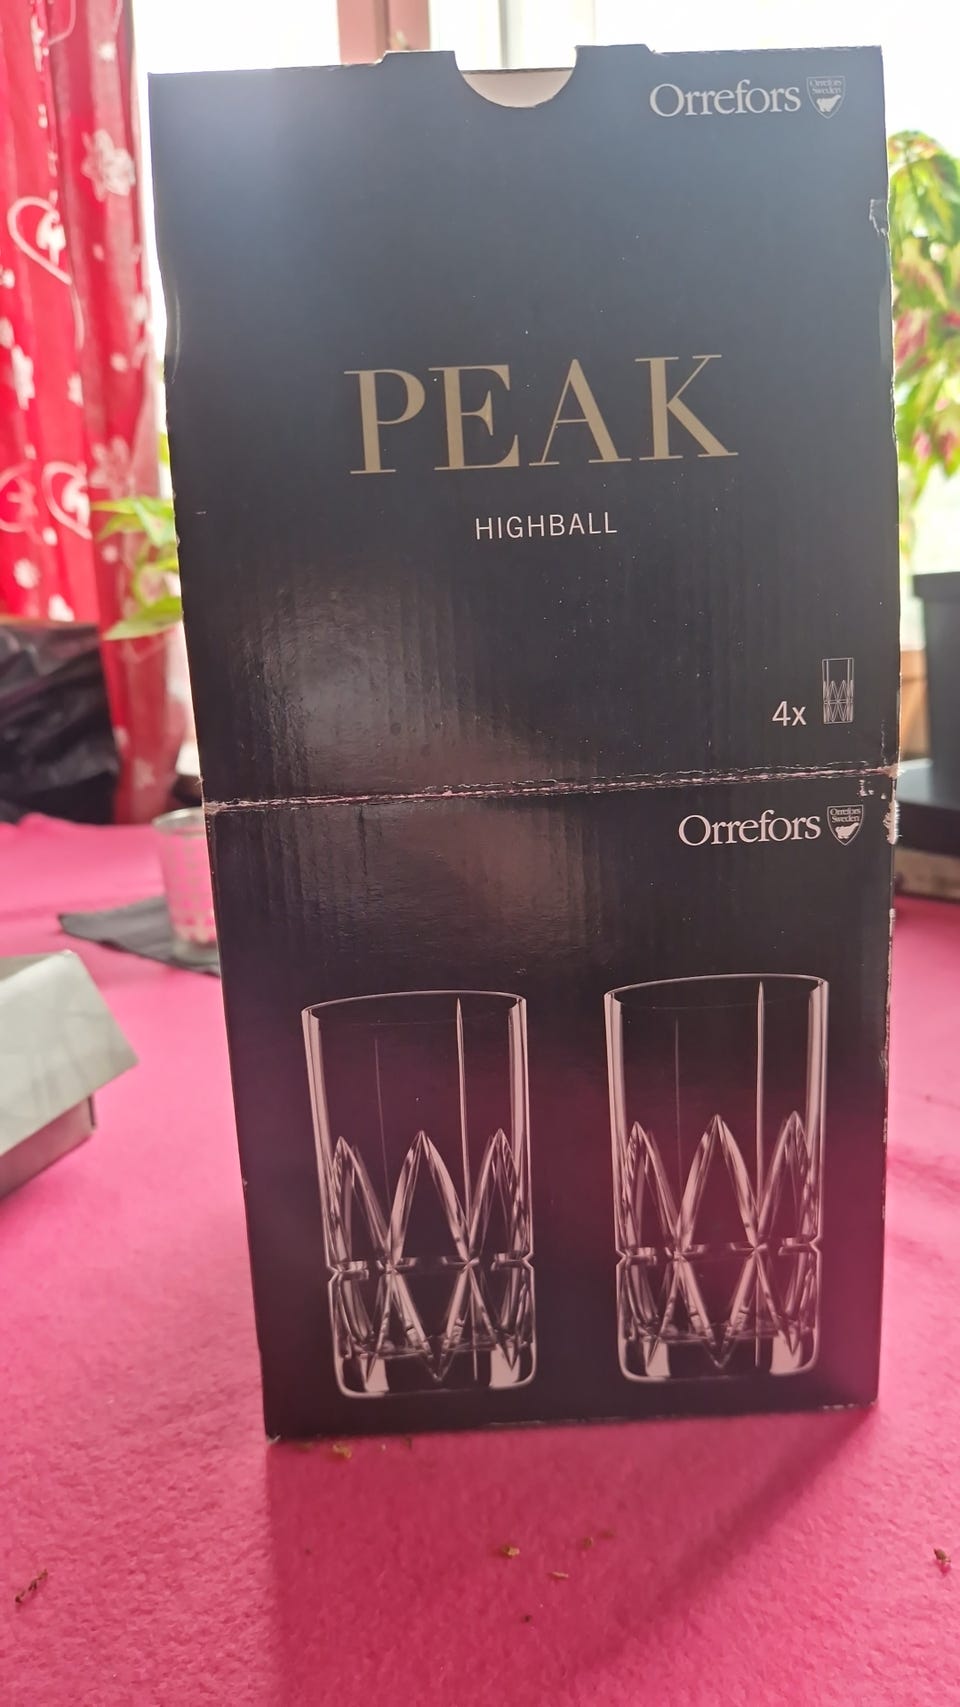 Orrefors
Orrefors
Sweden
PEAK
HIGHBALL
4x
Orrefors
Orrefors
Sweden